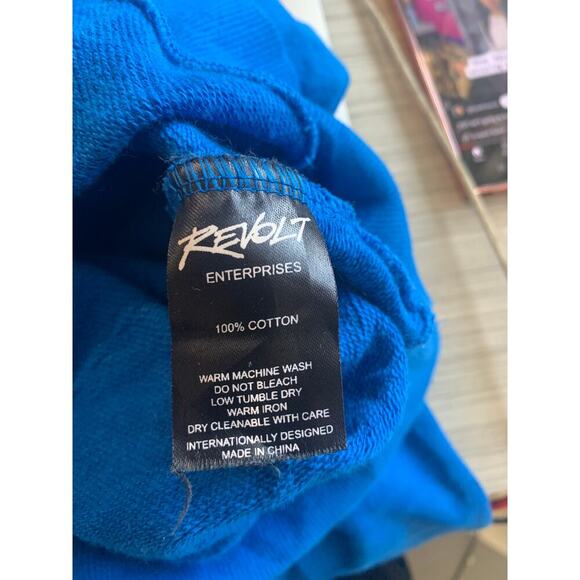 REVOLT
ENTERPRISES
100% COTTON
WARM MACHINE WASH
DO NOT BLEACH
LOW TUMBLE DRY
WARM IRON
DRY CLEANABLE WITH CARE
INTERNATIONALLY DESIGNED
MADE IN CHINA